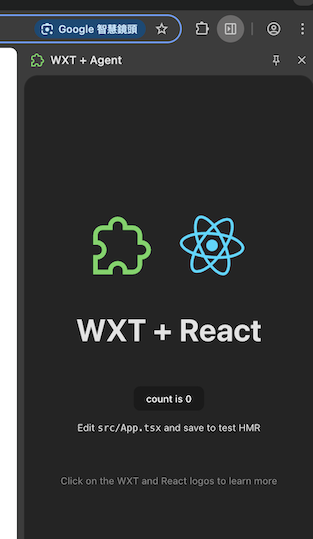 Google 智慧鏡頭
WXT + Agent
WXT + React
count is 0
Edit src/App.tsx and save to test HMR
Click on the WXT and React logos to learn more